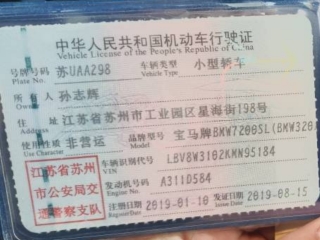 中华人民共和国机动车行驶证
Vehicle License of the People's Republic of China
号牌号码 苏UAA298 车辆类型 小型轿车
Plate No. Vehicle Type
所有人 孙志辉
Owner
住址 江苏省苏州市工业园区星海街198号
Address
使用性质 非营运 品牌型号 宝马牌BMW7200SL(BMW320
Use Character Model
江苏省苏州
市公安局交
通警察支队
车辆识别代号 LBV8W3102KMN95184
VIN
发动机号码 A3110584
Engine No.
注册日期 2019-01-10 发证日期 2019-08-15
Register Date Issue Date